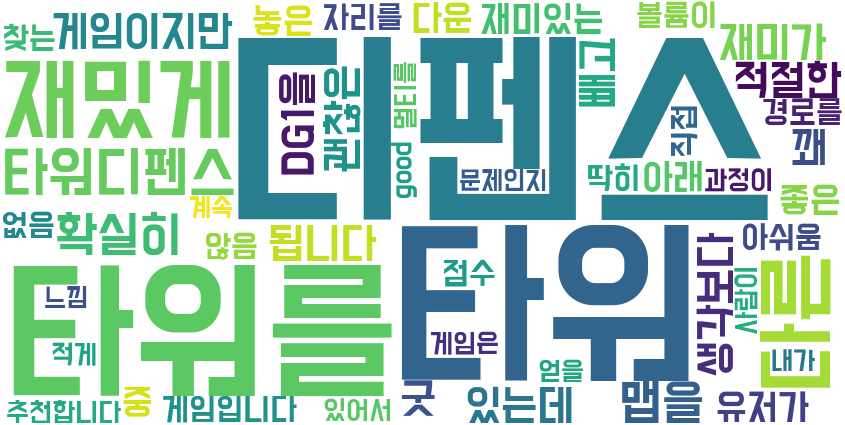 찾는
게임이지만
놓은
자리를
다운
재미있는
볼륨이
재미가
재밌게
디펜스
DG1을
괜찮은
멀티를
빼고
적절한
경로를
꽤
직접
타워디펜스
good
문제인지
딱히
아래
과정이
좋은
계속
없음
확실히
않음
됩니다
아쉬움
타워를
타워
점수
생각보다
사람이
다른
느낌
적게
게임은
내가
얻을
추천합니다
중
게임입니다
있어서
굿
있는데
맵을
유저가